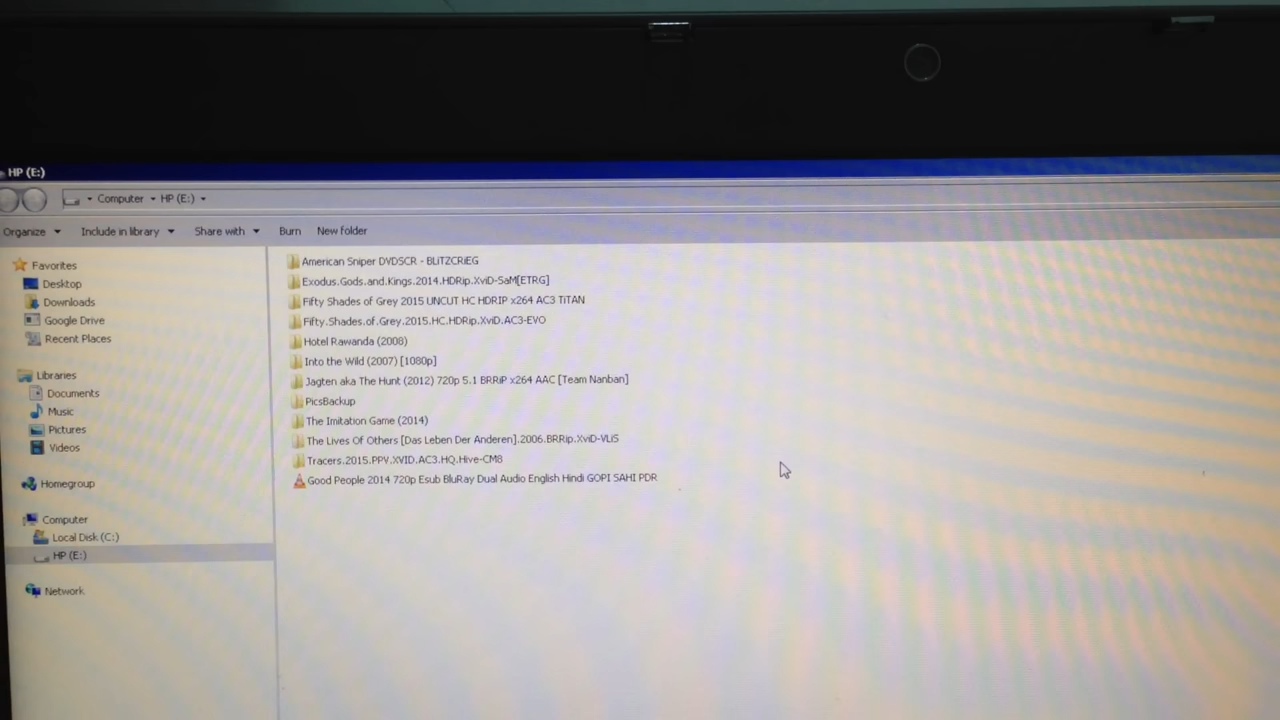 HP (E:)
Computer HP (E:)
Organize Include in library Share with Burn New folder
Favorites
Desktop
Downloads
Google Drive
Recent Places
Libraries
Documents
Music
Pictures
Videos
Homegroup
Computer
Local Disk (C:)
HP (E:)
Network
American Sniper DVDSCR - BLiTZCRiEG
Exodus.Gods.and.Kings.2014.HDRip.XviD-SaM[ETRG]
Fifty Shades of Grey 2015 UNCUT HC HDRIP x264 AC3 TiTAN
Fifty.Shades.of.Grey.2015.HC.HDRip.XviD.AC3-EVO
Hotel Rawanda (2008)
Into the Wild (2007) [1080p]
Jagten aka The Hunt (2012) 720p 5.1 BRRiP x264 AAC [Team Nanban]
PicsBackup
The Imitation Game (2014)
The Lives Of Others [Das Leben Der Anderen].2006.BRRip.XviD-VLiS
Tracers.2015.PPV.XVID.AC3.HQ.Hive-CM8
Good People 2014 720p Esub BluRay Dual Audio English Hindi GOPI SAHI PDR